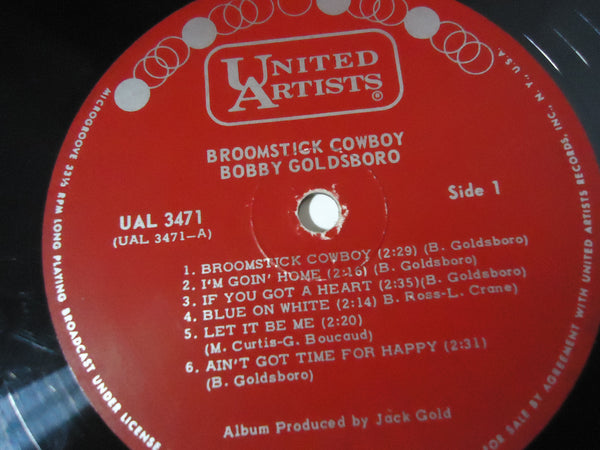 UNITED
ARTISTS
®
BROOMSTICK COWBOY
BOBBY GOLDSBORO
UAL 3471
(UAL 3471-A)
Side 1
1. BROOMSTICK COWBOY (2:29) (B. Goldsboro)
2. I'M GOIN' HOME (2:16) (B. Goldsboro)
3. IF YOU GOT A HEART (2:35)(B. Goldsboro)
4. BLUE ON WHITE (2:14) B. Ross-L. Crane)
5. LET IT BE ME (2:20)
(M. Curtis-G. Boucaud)
6. AIN'T GOT TIME FOR HAPPY (2:31)
(B. Goldsboro)
Album Produced by Jack Gold
MICROGROOVE 33⅓ RPM LONG PLAYING
BROADCAST UNDER LICENSE
FOR SALE BY AGREEMENT WITH UNITED ARTISTS RECORDS, INC., N. Y., U.S.A.